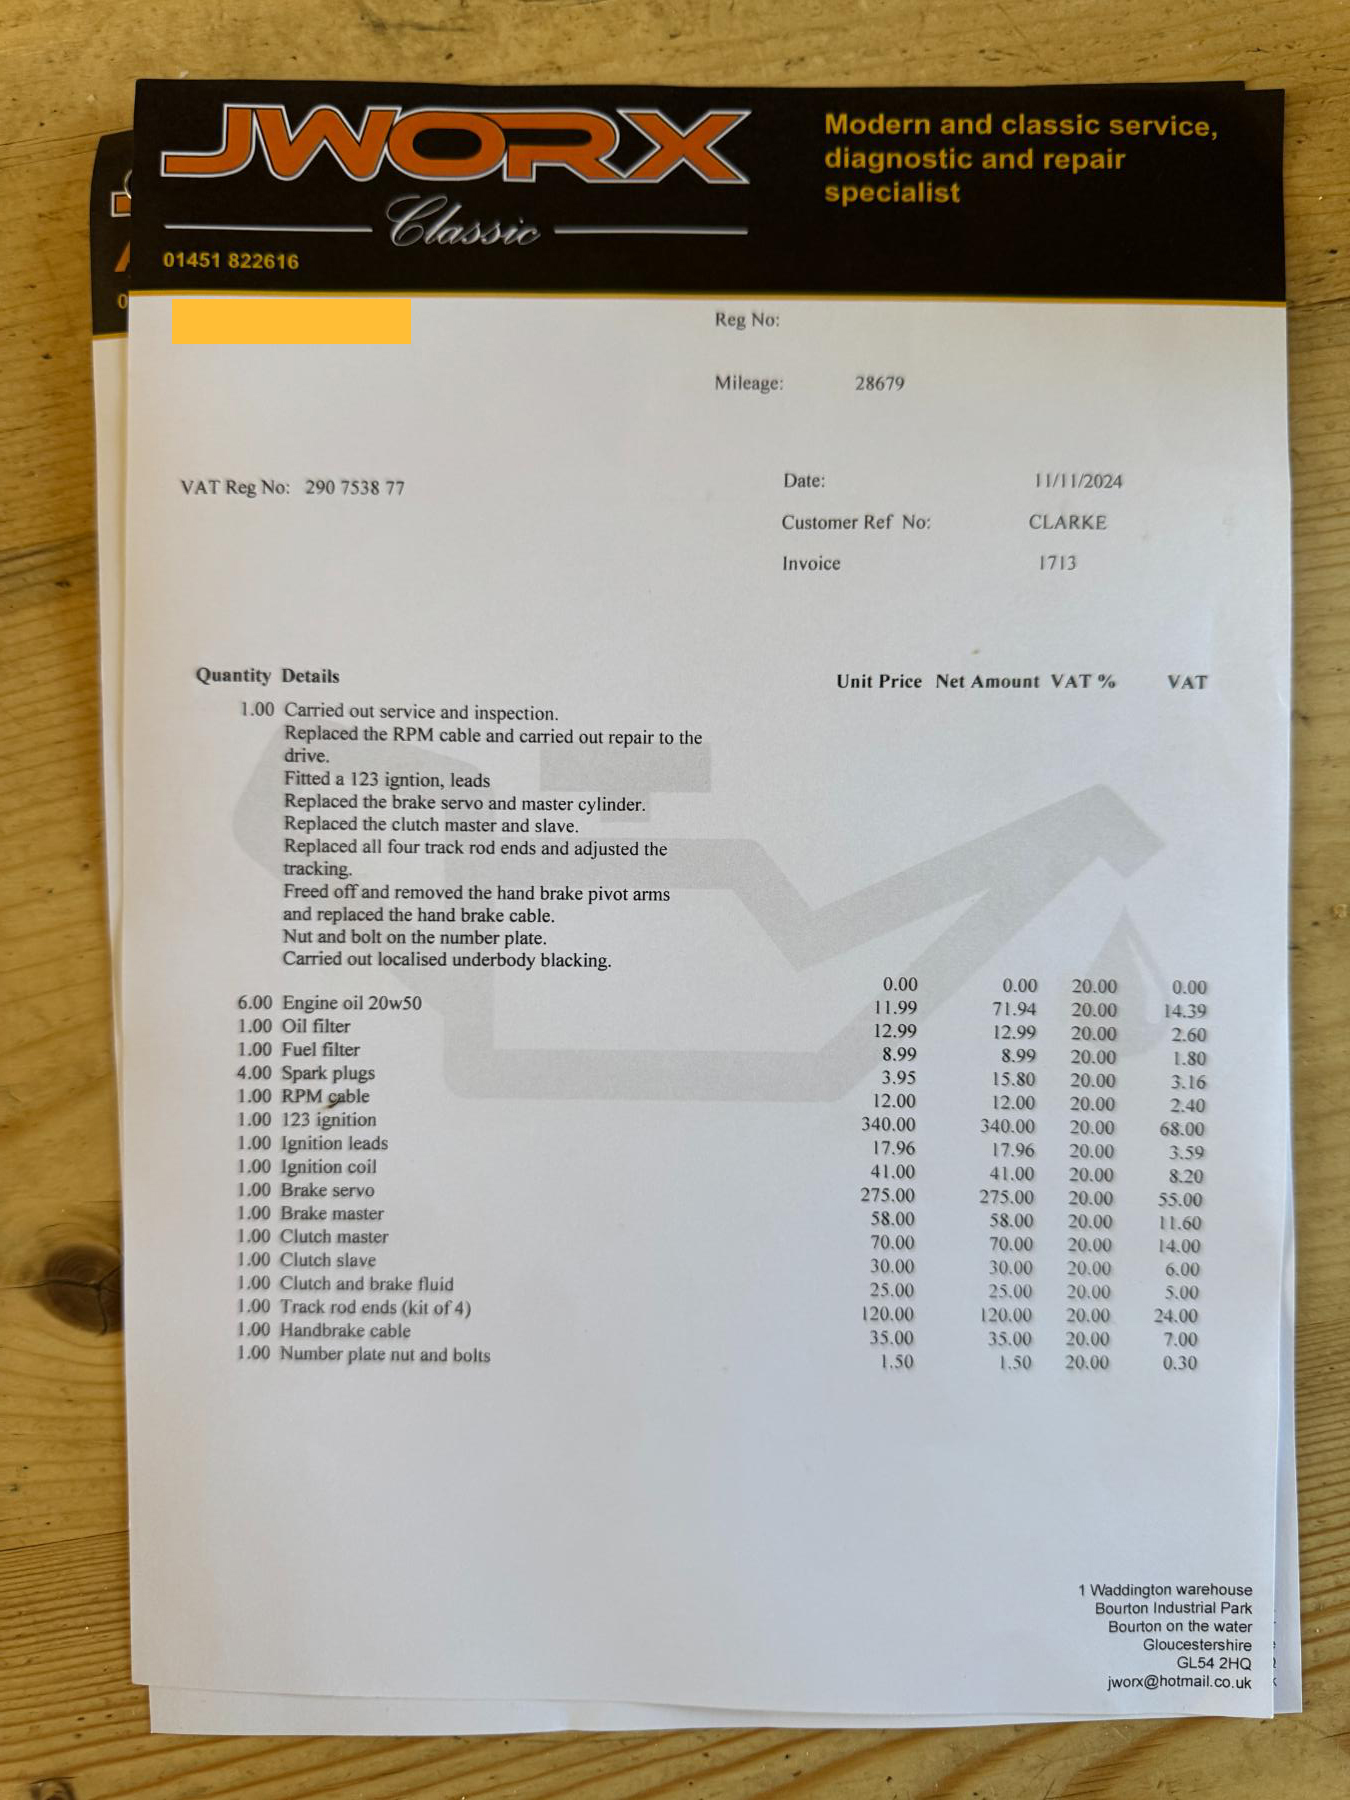 JWORX
Classic
01451 822616
Modern and classic service,
diagnostic and repair
specialist
Reg No:
Mileage: 28679
VAT Reg No: 290 7538 77
Date: 11/11/2024
Customer Ref No: CLARKE
Invoice 1713
Quantity Details Unit Price Net Amount VAT % VAT
1.00 Carried out service and inspection.
Replaced the RPM cable and carried out repair to the
drive.
Fitted a 123 igntion, leads
Replaced the brake servo and master cylinder.
Replaced the clutch master and slave.
Replaced all four track rod ends and adjusted the
tracking.
Freed off and removed the hand brake pivot arms
and replaced the hand brake cable.
Nut and bolt on the number plate.
Carried out localised underbody blacking.
0.00 0.00 20.00 0.00
6.00 Engine oil 20w50 11.99 71.94 20.00 14.39
1.00 Oil filter 12.99 12.99 20.00 2.60
1.00 Fuel filter 8.99 8.99 20.00 1.80
4.00 Spark plugs 3.95 15.80 20.00 3.16
1.00 RPM cable 12.00 12.00 20.00 2.40
1.00 123 ignition 340.00 340.00 20.00 68.00
1.00 Ignition leads 17.96 17.96 20.00 3.59
1.00 Ignition coil 41.00 41.00 20.00 8.20
1.00 Brake servo 275.00 275.00 20.00 55.00
1.00 Brake master 58.00 58.00 20.00 11.60
1.00 Clutch master 70.00 70.00 20.00 14.00
1.00 Clutch slave 30.00 30.00 20.00 6.00
1.00 Clutch and brake fluid 25.00 25.00 20.00 5.00
1.00 Track rod ends (kit of 4) 120.00 120.00 20.00 24.00
1.00 Handbrake cable 35.00 35.00 20.00 7.00
1.00 Number plate nut and bolts 1.50 1.50 20.00 0.30
1 Waddington warehouse
Bourton Industrial Park
Bourton on the water
Gloucestershire
GL54 2HQ
jworx@hotmail.co.uk